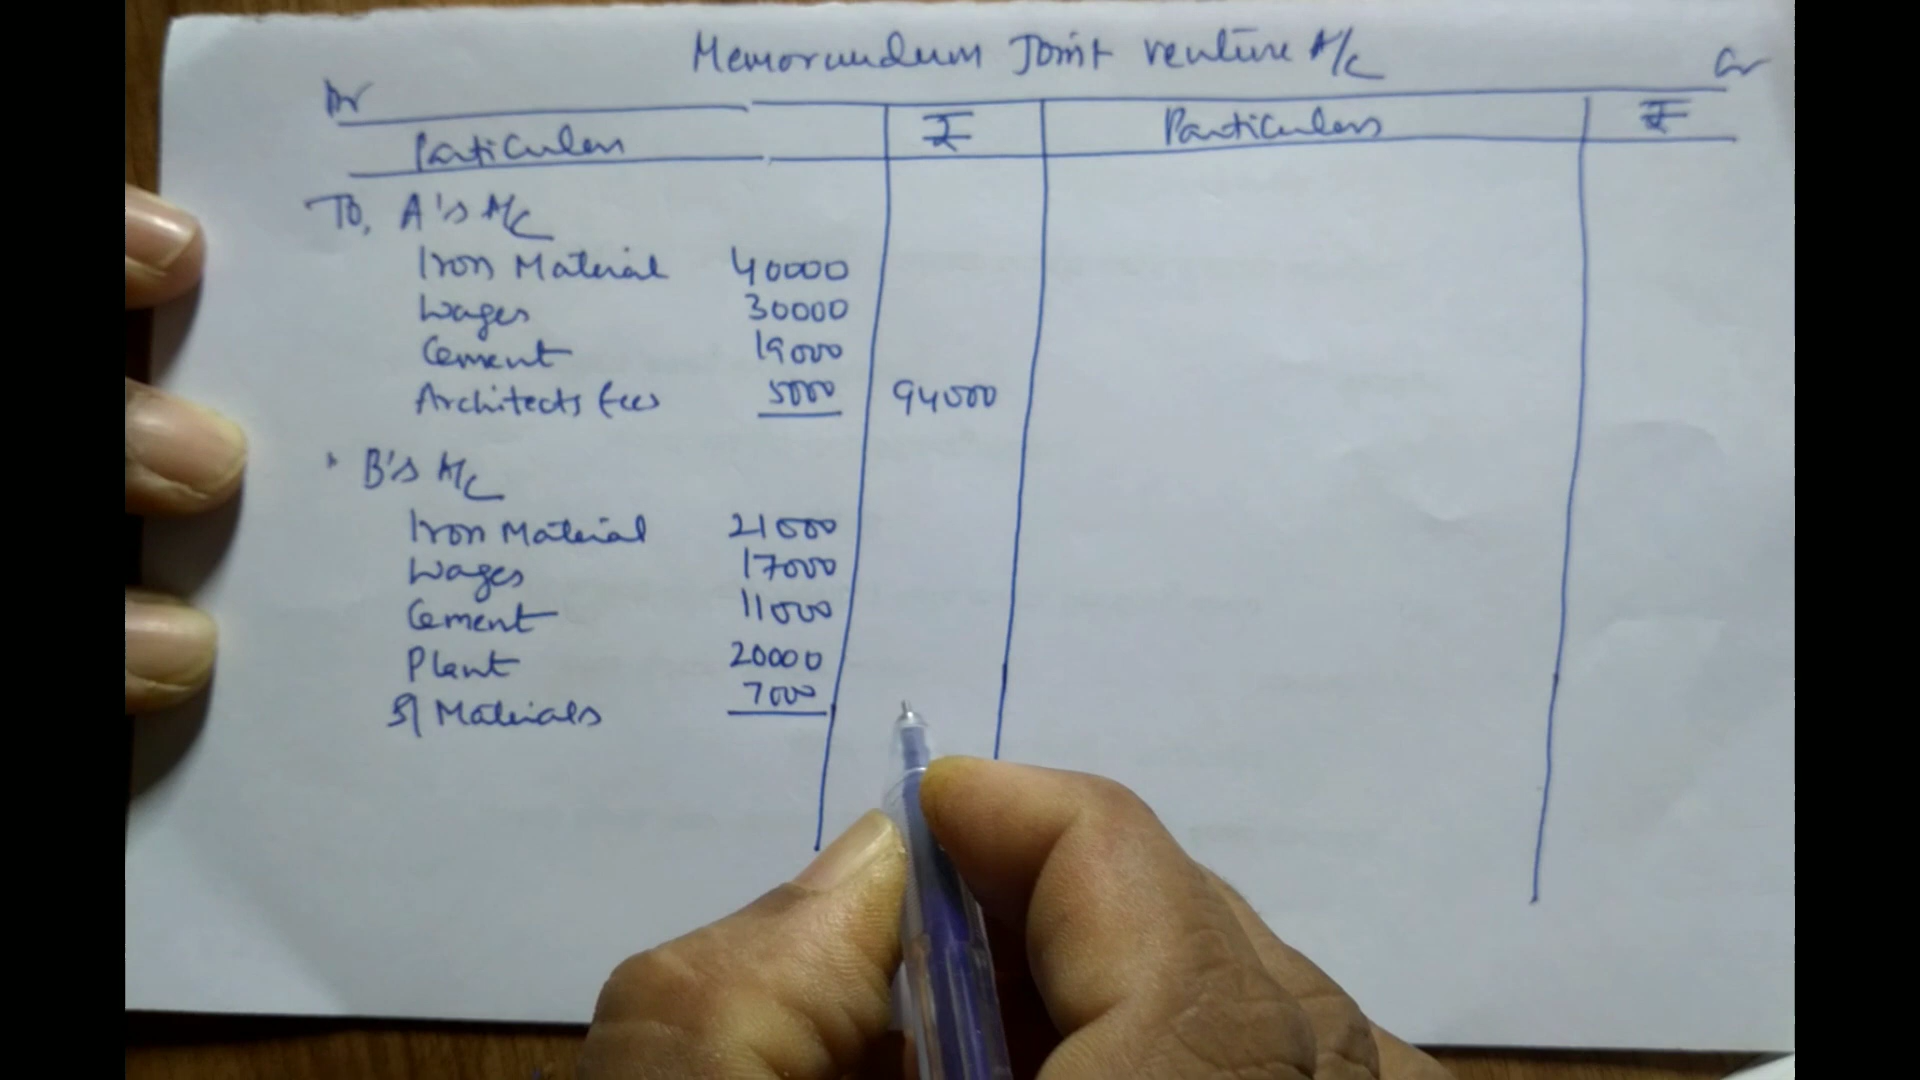 Memorundum Joint venture A/c
Dr Cr
Particulars ₹ Particulars ₹
To, A's A/c
Iron Material 40000
Wages 30000
Cement 19000
Architects fees 5000 94000
" B's A/c
Iron Material 21000
Wages 17000
Cement 11000
Plant 20000
Materials 7000